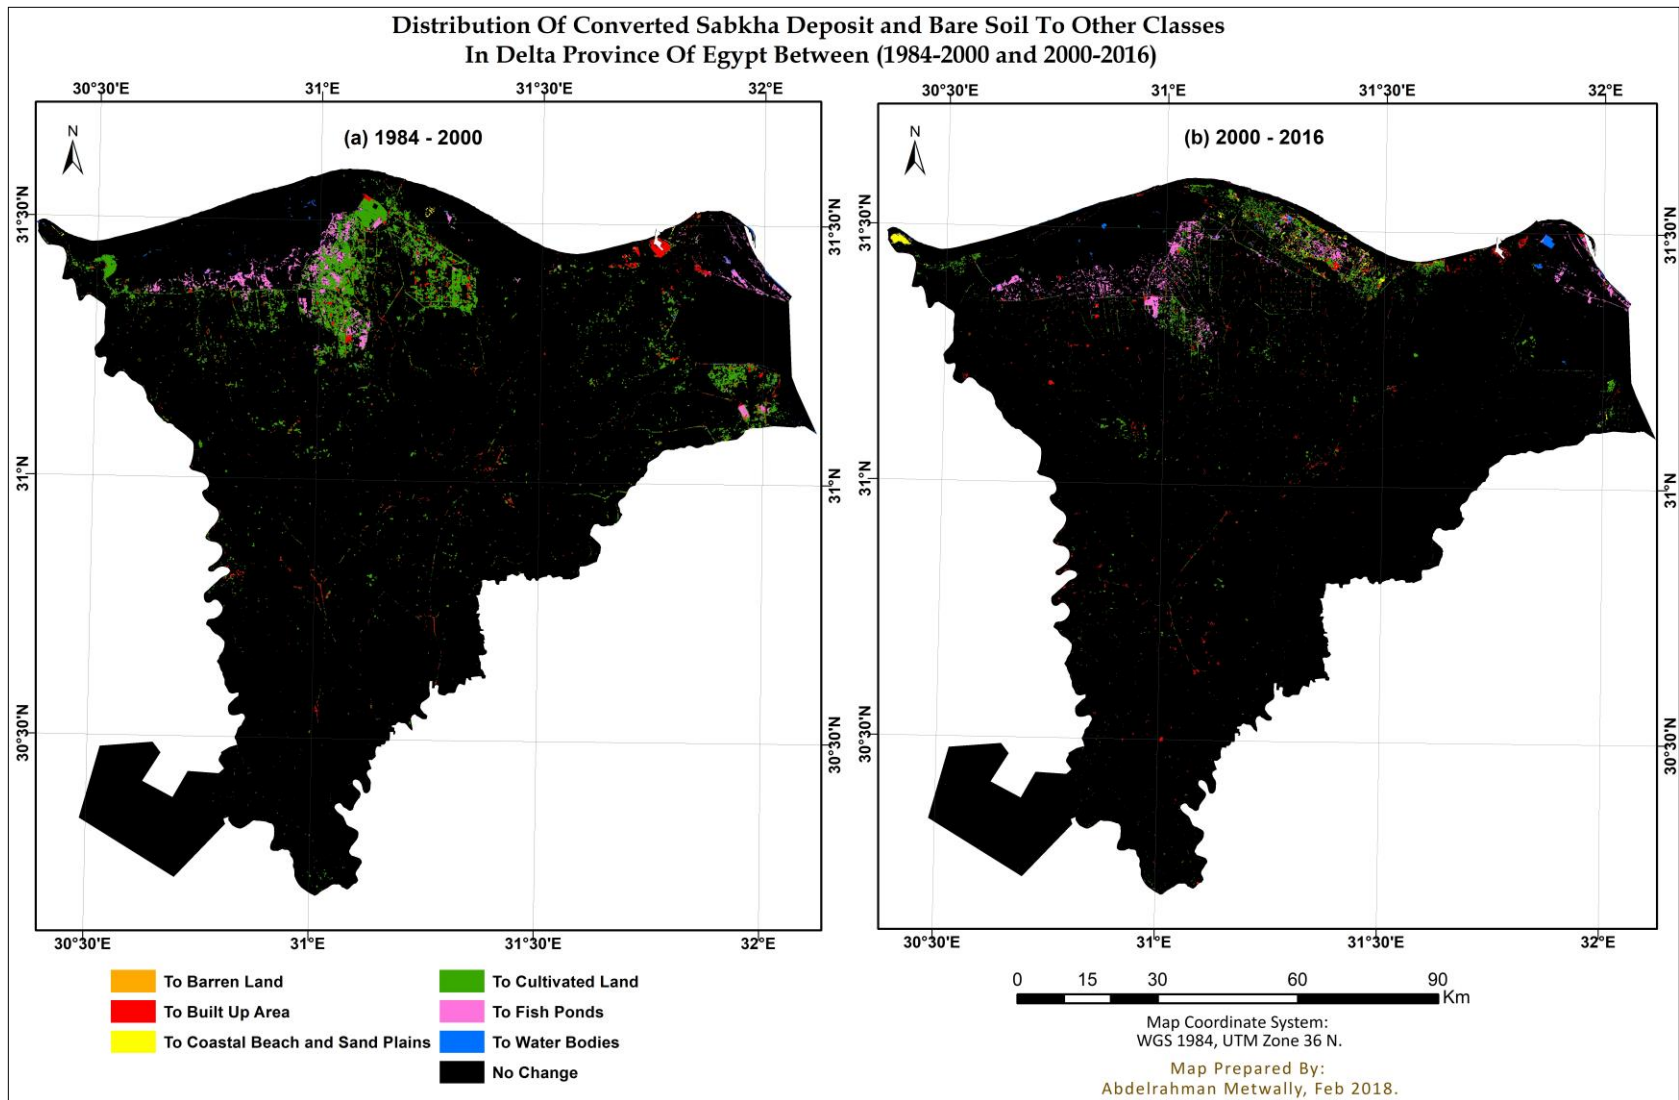 Distribution Of Converted Sabkha Deposit and Bare Soil To Other Classes
In Delta Province Of Egypt Between (1984-2000 and 2000-2016)
30°30'E 31°E 31°30'E 32°E
30°30'E 31°E 31°30'E 32°E
N
(a) 1984 - 2000
N
(b) 2000 - 2016
31°30'N
31°30'N
31°30'N
31°30'N
31°N
31°N
31°N
31°N
30°30'N
30°30'N
30°30'N
30°30'N
30°30'E 31°E 31°30'E 32°E
30°30'E 31°E 31°30'E 32°E
To Barren Land
To Built Up Area
To Coastal Beach and Sand Plains
To Cultivated Land
To Fish Ponds
To Water Bodies
No Change
0 15 30 60 90
Km
Map Coordinate System:
WGS 1984, UTM Zone 36 N.
Map Prepared By:
Abdelrahman Metwally, Feb 2018.